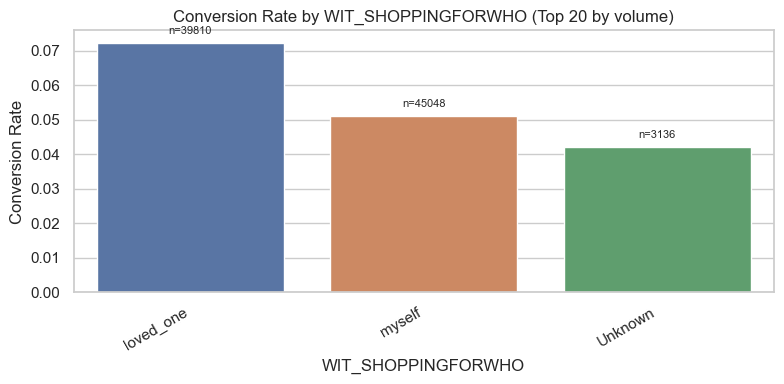 Conversion Rate by WIT_SHOPPINGFORWHO (Top 20 by volume)
Conversion Rate
0.07
0.06
0.05
0.04
0.03
0.02
0.01
0.00
n=39810
n=45048
n=3136
loved_one
myself
Unknown
WIT_SHOPPINGFORWHO